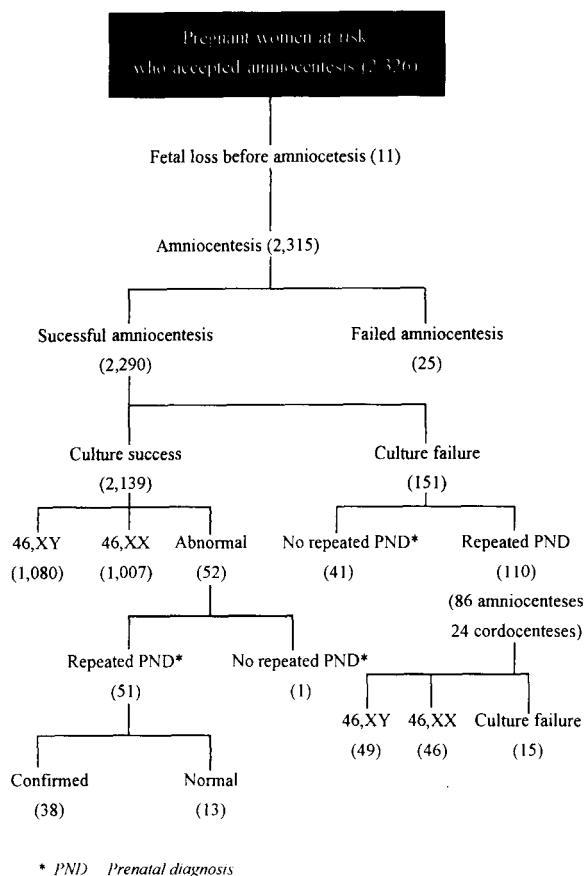 Pregnant women at risk
who accepted amniocentesis (2,326)
Fetal loss before amniocetesis (11)
Amniocentesis (2,315)
Sucessful amniocentesis
(2,290)
Failed amniocentesis
(25)
Culture success
(2,139)
Culture failure
(151)
46,XY
(1,080)
46,XX
(1,007)
Abnormal
(52)
No repeated PND*
(41)
Repeated PND
(110)
(86 amniocenteses
24 cordocenteses)
Repeated PND*
(51)
No repeated PND*
(1)
46,XY
(49)
46,XX
(46)
Culture failure
(15)
Confirmed
(38)
Normal
(13)
* PND Prenatal diagnosis